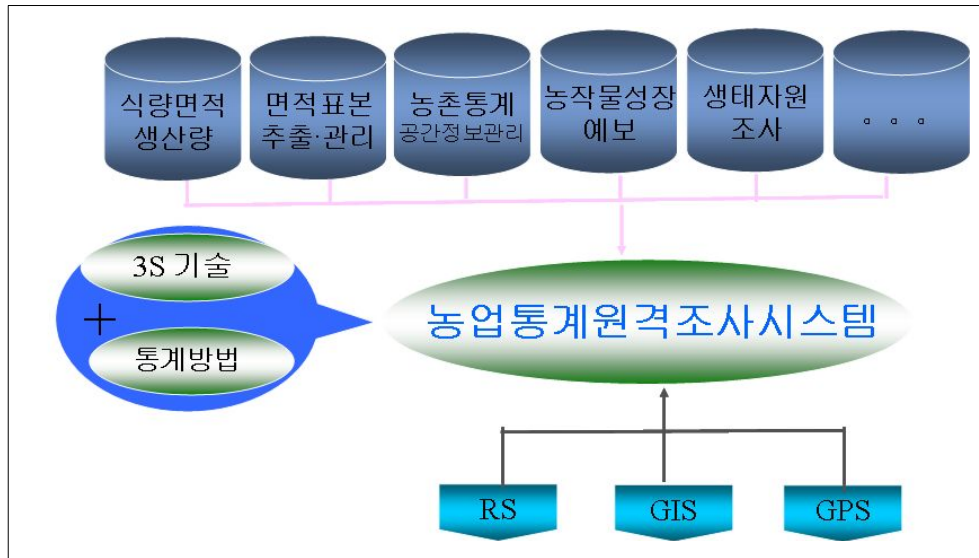 식량면적
생산량
면적표본
추출·관리
농촌통계
공간정보관리
농작물성장
예보
생태자원
조사
。。。
3S 기술
+
통계방법
농업통계원격조사시스템
RS
GIS
GPS